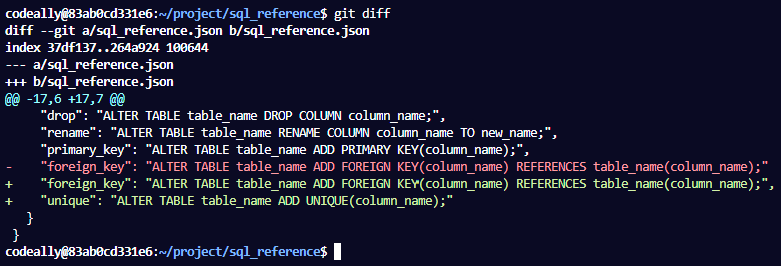 codeally@83ab0cd331e6:~/project/sql_reference$ git diff
diff --git a/sql_reference.json b/sql_reference.json
index 37df137..264a924 100644
--- a/sql_reference.json
+++ b/sql_reference.json
@@ -17,6 +17,7 @@
     "drop": "ALTER TABLE table_name DROP COLUMN column_name;",
     "rename": "ALTER TABLE table_name RENAME COLUMN column_name TO new_name;",
     "primary_key": "ALTER TABLE table_name ADD PRIMARY KEY(column_name);",
-    "foreign_key": "ALTER TABLE table_name ADD FOREIGN KEY(column_name) REFERENCES table_name(column_name);"
+    "foreign_key": "ALTER TABLE table_name ADD FOREIGN KEY(column_name) REFERENCES table_name(column_name);",
+    "unique": "ALTER TABLE table_name ADD UNIQUE(column_name);"
   }
 }
codeally@83ab0cd331e6:~/project/sql_reference$